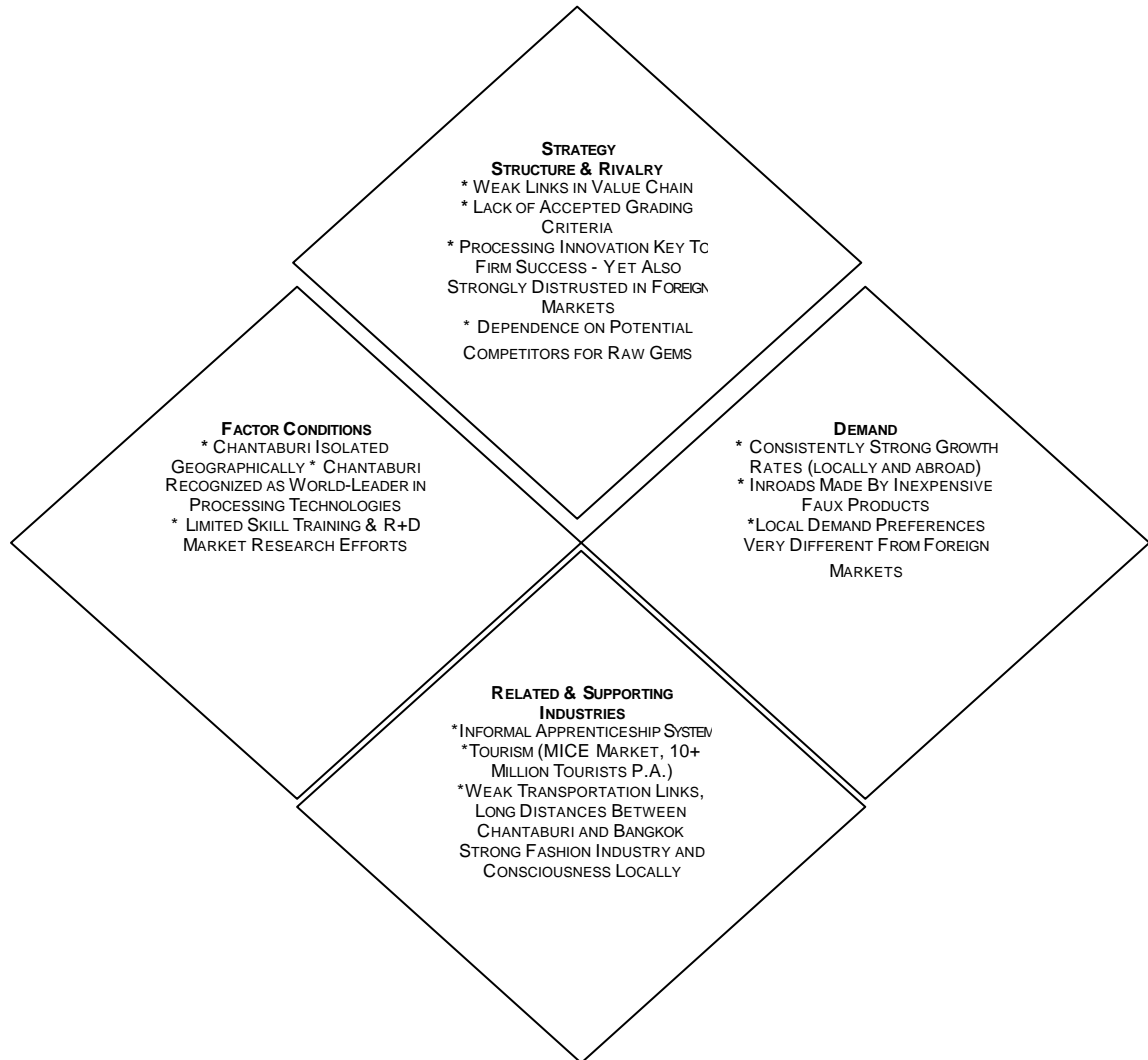 STRATEGY
STRUCTURE & RIVALRY
* WEAK LINKS IN VALUE CHAIN
* LACK OF ACCEPTED GRADING
CRITERIA
* PROCESSING INNOVATION KEY TO
FIRM SUCCESS - YET ALSO
STRONGLY DISTRUSTED IN FOREIGN
MARKETS
* DEPENDENCE ON POTENTIAL
COMPETITORS FOR RAW GEMS
FACTOR CONDITIONS
* CHANTABURI ISOLATED
GEOGRAPHICALLY * CHANTABURI
RECOGNIZED AS WORLD-LEADER IN
PROCESSING TECHNOLOGIES
* LIMITED SKILL TRAINING & R+D
MARKET RESEARCH EFFORTS
DEMAND
* CONSISTENTLY STRONG GROWTH
RATES (LOCALLY AND ABROAD)
* INROADS MADE BY INEXPENSIVE
FAUX PRODUCTS
*LOCAL DEMAND PREFERENCES
VERY DIFFERENT FROM FOREIGN
MARKETS
RELATED & SUPPORTING
INDUSTRIES
*INFORMAL APPRENTICESHIP SYSTEM
*TOURISM (MICE MARKET, 10+
MILLION TOURISTS P.A.)
*WEAK TRANSPORTATION LINKS,
LONG DISTANCES BETWEEN
CHANTABURI AND BANGKOK
STRONG FASHION INDUSTRY AND
CONSCIOUSNESS LOCALLY